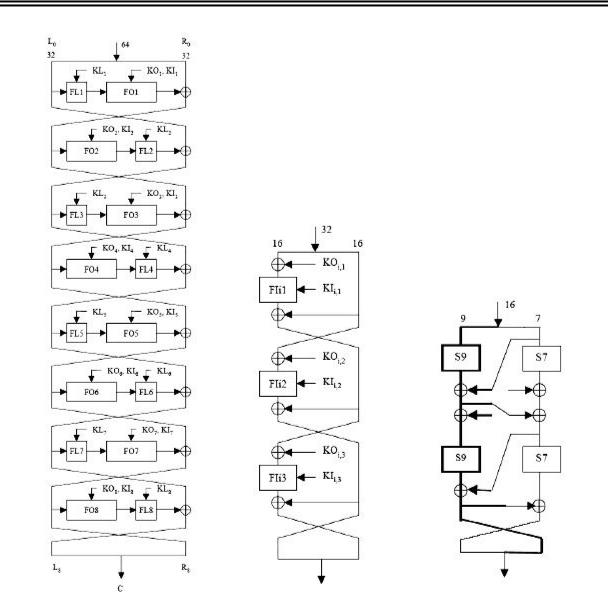 L₀ 64 R₀
32 32
KL₁ KO₁, KI₁
FL1 FO1
KO₂, KI₂ KL₂
FO2 FL2
KL₃ KO₃, KI₃
FL3 FO3
KO₄, KI₄ KL₄
FO4 FL4
KL₅ KO₅, KI₅
FL5 FO5
KO₆, KI₆ KL₆
FO6 FL6
KL₇ KO₇, KI₇
FL7 FO7
KO₈, KI₈ KL₈
FO8 FL8
L₈ R₈
C
32
16 16
KOᵢ,₁
FIi1 KIᵢ,₁
KOᵢ,₂
FIi2 KIᵢ,₂
KOᵢ,₃
FIi3 KIᵢ,₃
16
9 7
S9 S7
S9 S7